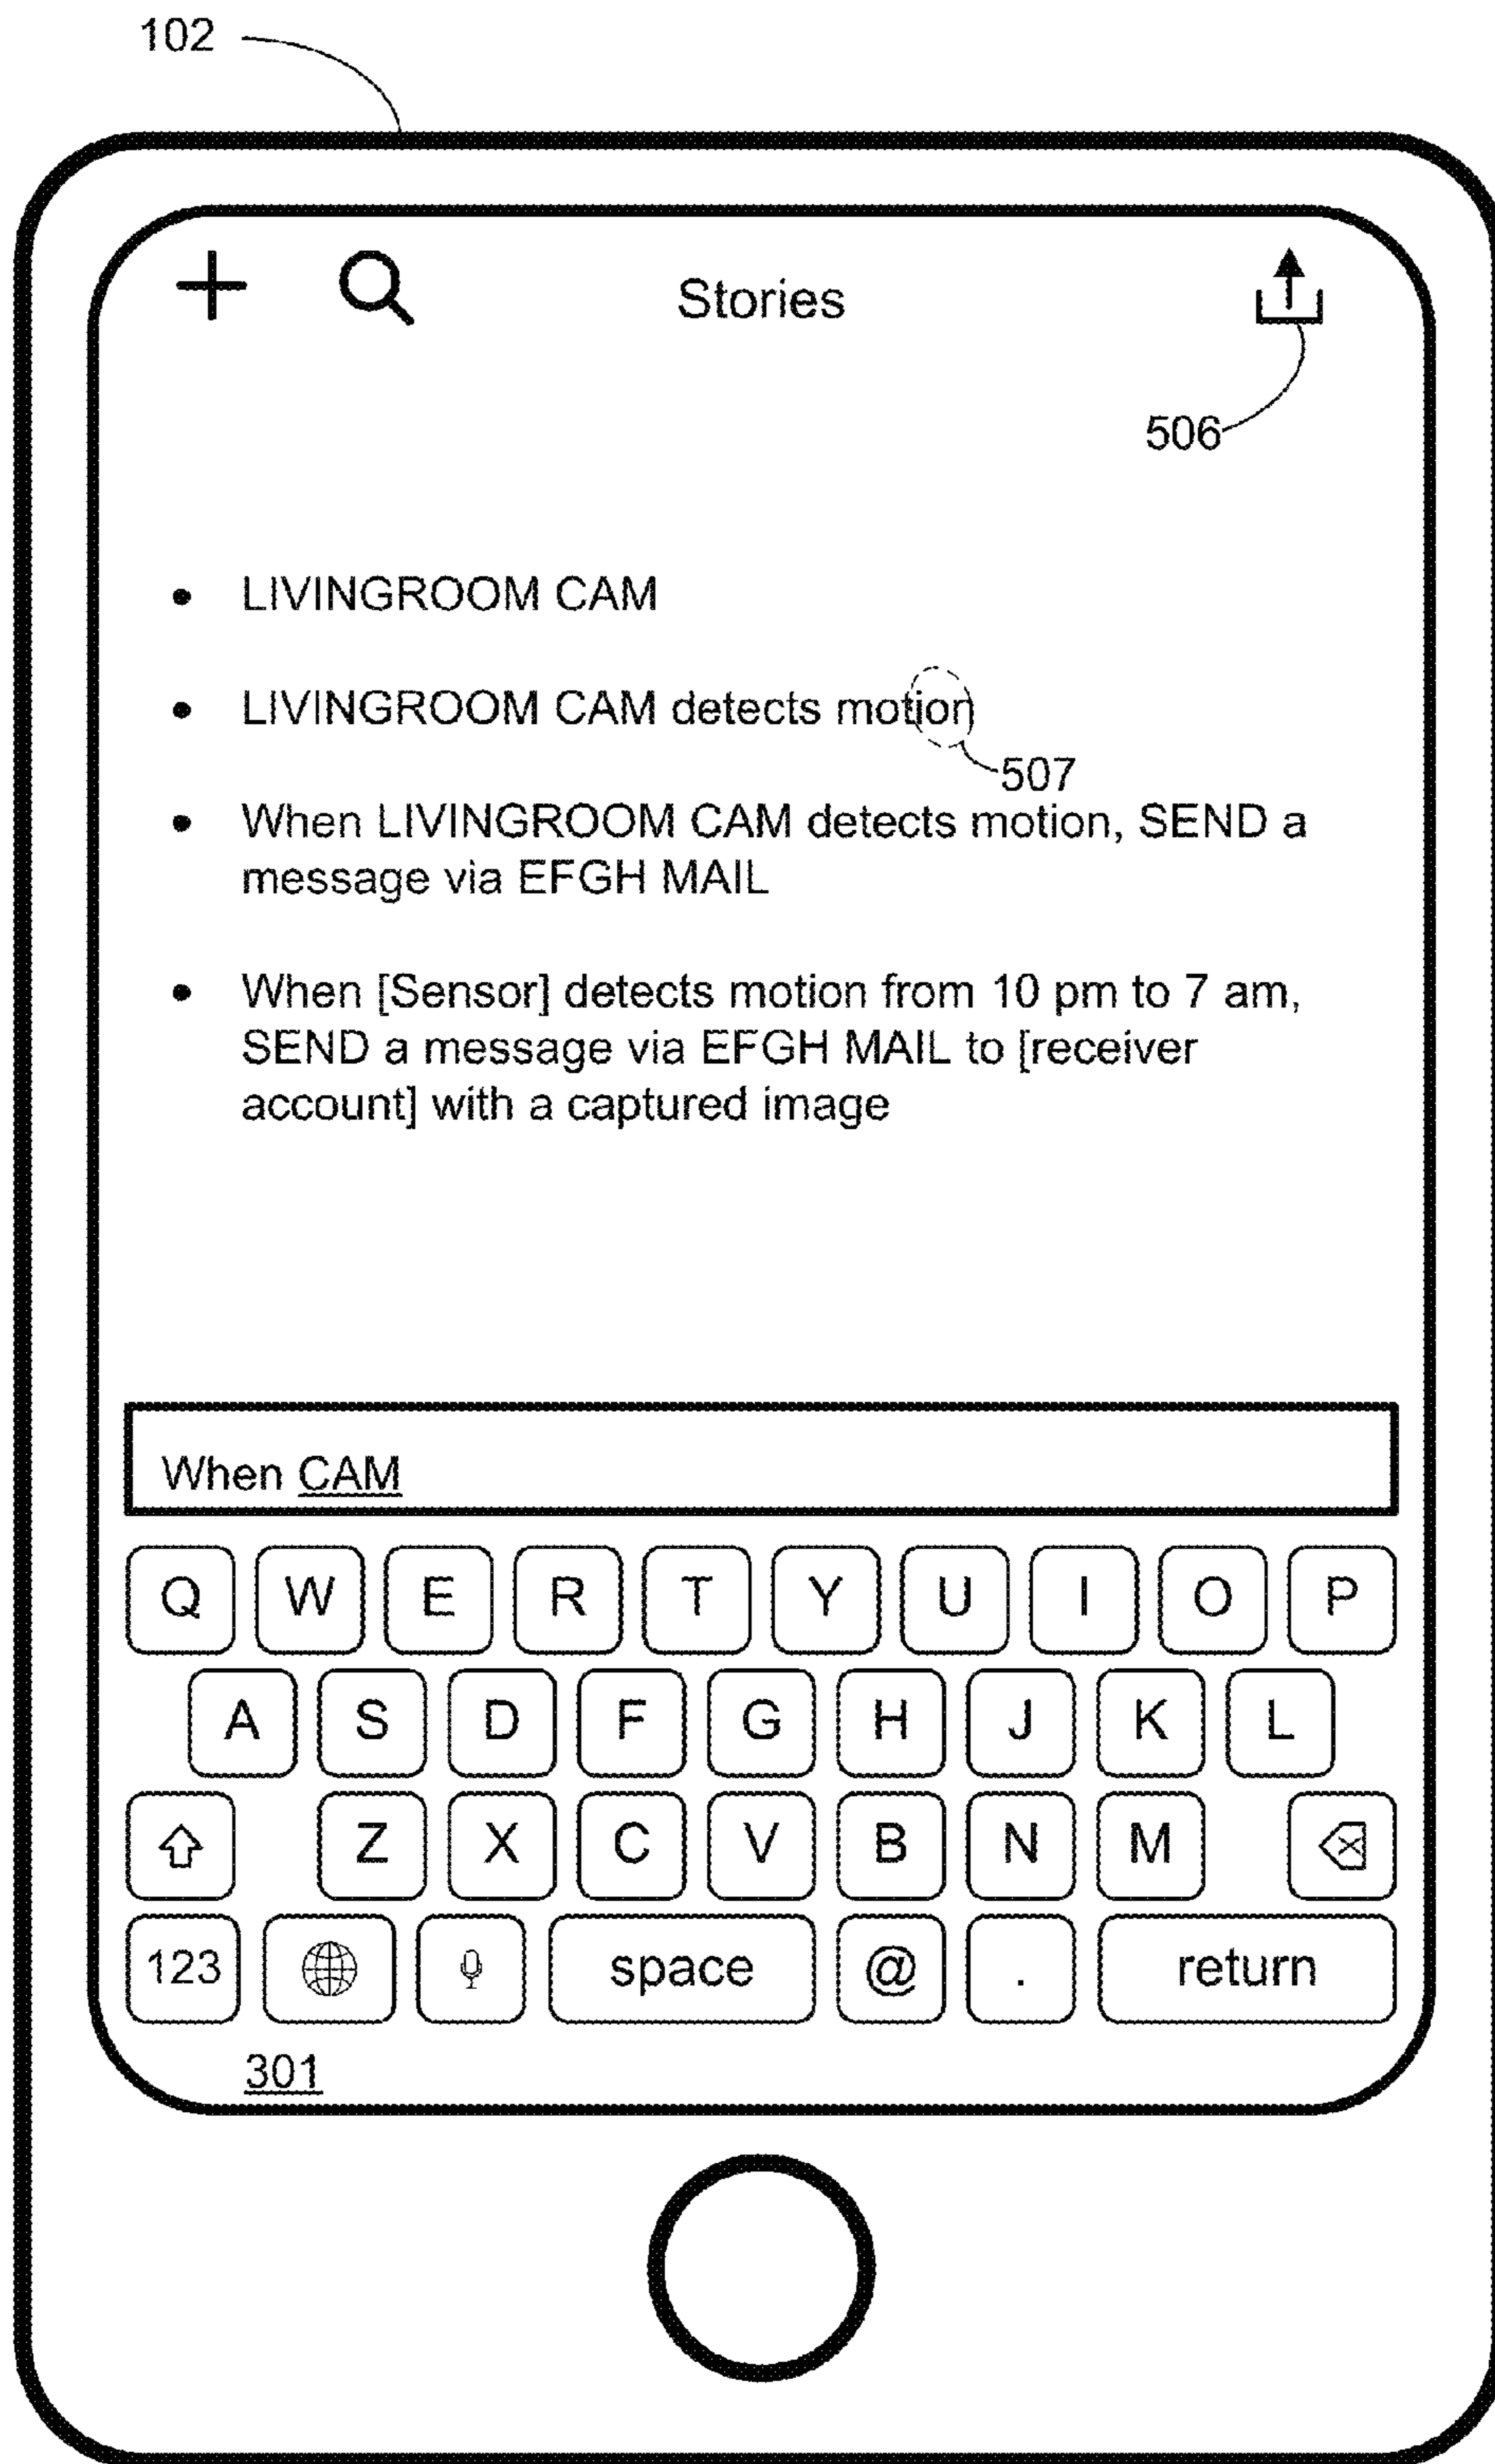 102
Stories
506
• LIVINGROOM CAM
• LIVINGROOM CAM detects motion
507
• When LIVINGROOM CAM detects motion, SEND a
message via EFGH MAIL
• When [Sensor] detects motion from 10 pm to 7 am,
SEND a message via EFGH MAIL to [receiver
account] with a captured image
When CAM
Q W E R T Y U I O P
A S D F G H J K L
Z X C V B N M
123 space @ . return
301